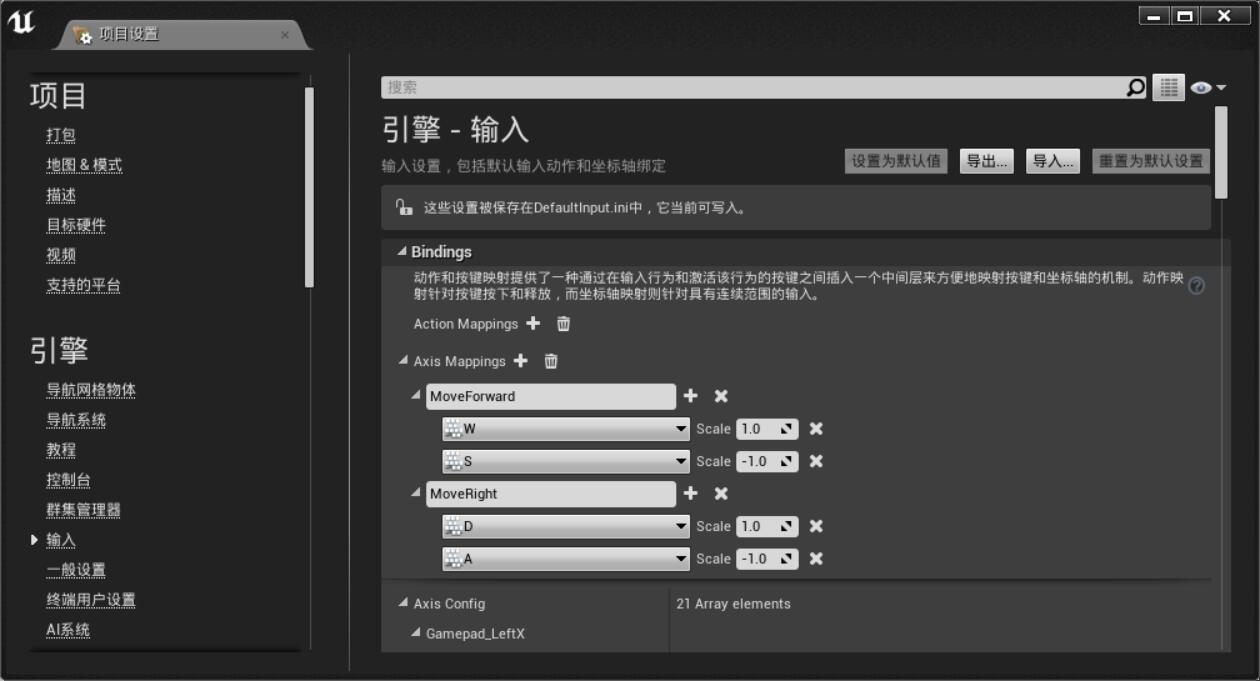 项目设置
项目
打包
地图 & 模式
描述
目标硬件
视频
支持的平台
引擎
导航网格物体
导航系统
教程
控制台
群集管理器
输入
一般设置
终端用户设置
AI系统
搜索
引擎 - 输入
输入设置，包括默认输入动作和坐标轴绑定
设置为默认值 导出... 导入... 重置为默认设置
这些设置被保存在DefaultInput.ini中，它当前可写入。
Bindings
动作和按键映射提供了一种通过在输入行为和激活该行为的按键之间插入一个中间层来方便地映射按键和坐标轴的机制。动作映
射针对按键按下和释放，而坐标轴映射则针对具有连续范围的输入。
Action Mappings
Axis Mappings
MoveForward
W Scale 1.0
S Scale -1.0
MoveRight
D Scale 1.0
A Scale -1.0
Axis Config 21 Array elements
Gamepad_LeftX